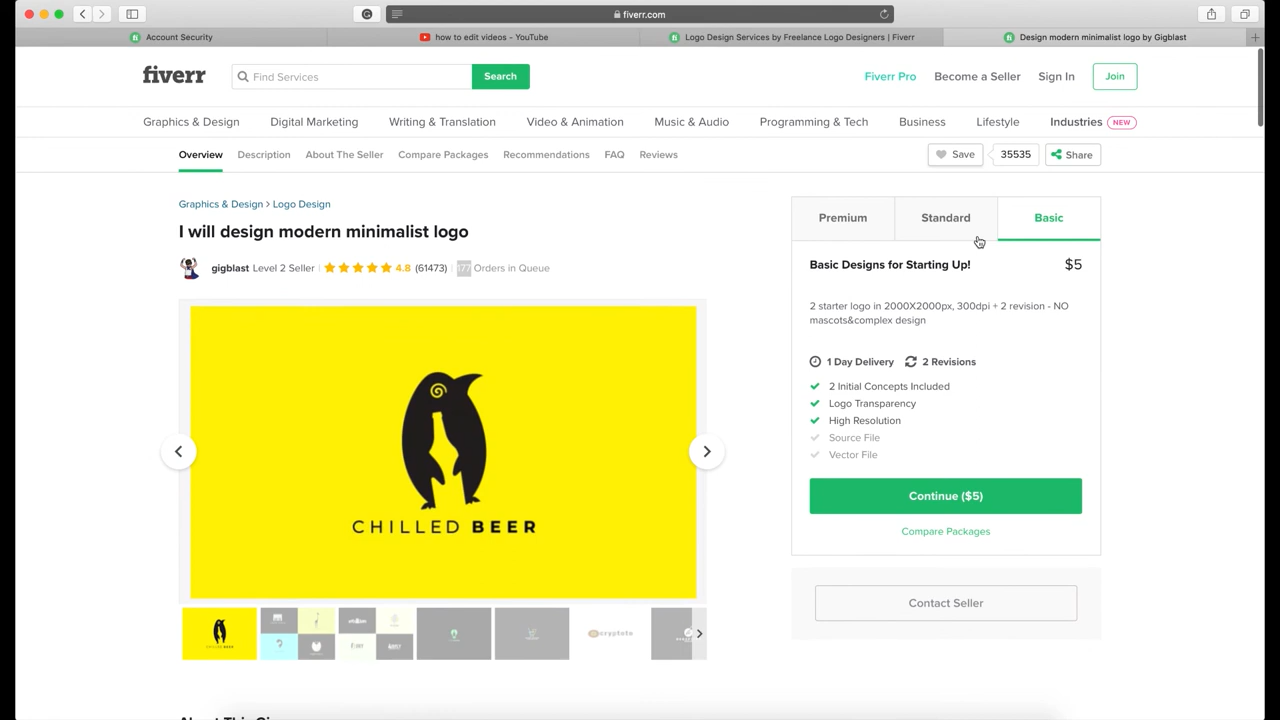 fiverr.com
Account Security
how to edit videos - YouTube
Logo Design Services by Freelance Logo Designers | Fiverr
Design modern minimalist logo by Gigblast
fiverr
Find Services
Search
Fiverr Pro
Become a Seller
Sign In
Join
Graphics & Design
Digital Marketing
Writing & Translation
Video & Animation
Music & Audio
Programming & Tech
Business
Lifestyle
Industries
NEW
Overview
Description
About The Seller
Compare Packages
Recommendations
FAQ
Reviews
Save
35535
Share
Graphics & Design > Logo Design
I will design modern minimalist logo
gigblast Level 2 Seller
4.8 (61473)
177 Orders in Queue
CHILLED BEER
CHILLED BEER
cryptoto
Premium
Standard
Basic
Basic Designs for Starting Up!
$5
2 starter logo in 2000X2000px, 300dpi + 2 revision - NO
mascots&complex design
1 Day Delivery
2 Revisions
2 Initial Concepts Included
Logo Transparency
High Resolution
Source File
Vector File
Continue ($5)
Compare Packages
Contact Seller